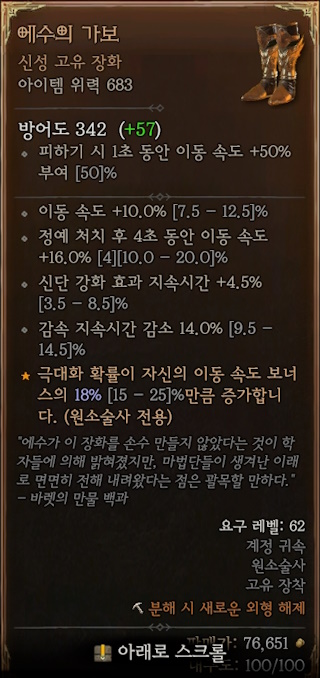 에수의 가보
신성 고유 장화
아이템 위력 683
방어도 342 (+57)
피하기 시 1초 동안 이동 속도 +50%
부여 [50]%
이동 속도 +10.0% [7.5 – 12.5]%
정예 처치 후 4초 동안 이동 속도
+16.0% [4][10.0 – 20.0]%
신단 강화 효과 지속시간 +4.5%
[3.5 – 8.5]%
감속 지속시간 감소 14.0% [9.5 –
14.5]%
극대화 확률이 자신의 이동 속도 보너
스의 18% [15 – 25]%만큼 증가합니
다. (원소술사 전용)
"에수가 이 장화를 손수 만들지 않았다는 것이 학
자들에 의해 밝혀졌지만, 마법단들이 생겨난 이래
로 면면히 전해 내려왔다는 점은 괄목할 만하다."
– 바렛의 만물 백과
요구 레벨: 62
계정 귀속
원소술사
고유 장착
분해 시 새로운 외형 해제
판매가: 76,651
아래로 스크롤
내구도: 100/100